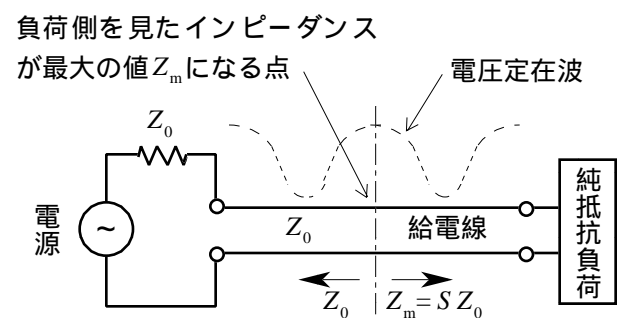 負荷側を見たインピーダンス
が最大の値Zmになる点
電圧定在波
Z0
電源
~
Z0
給電線
純抵抗負荷
Z0
Zm=SZ0